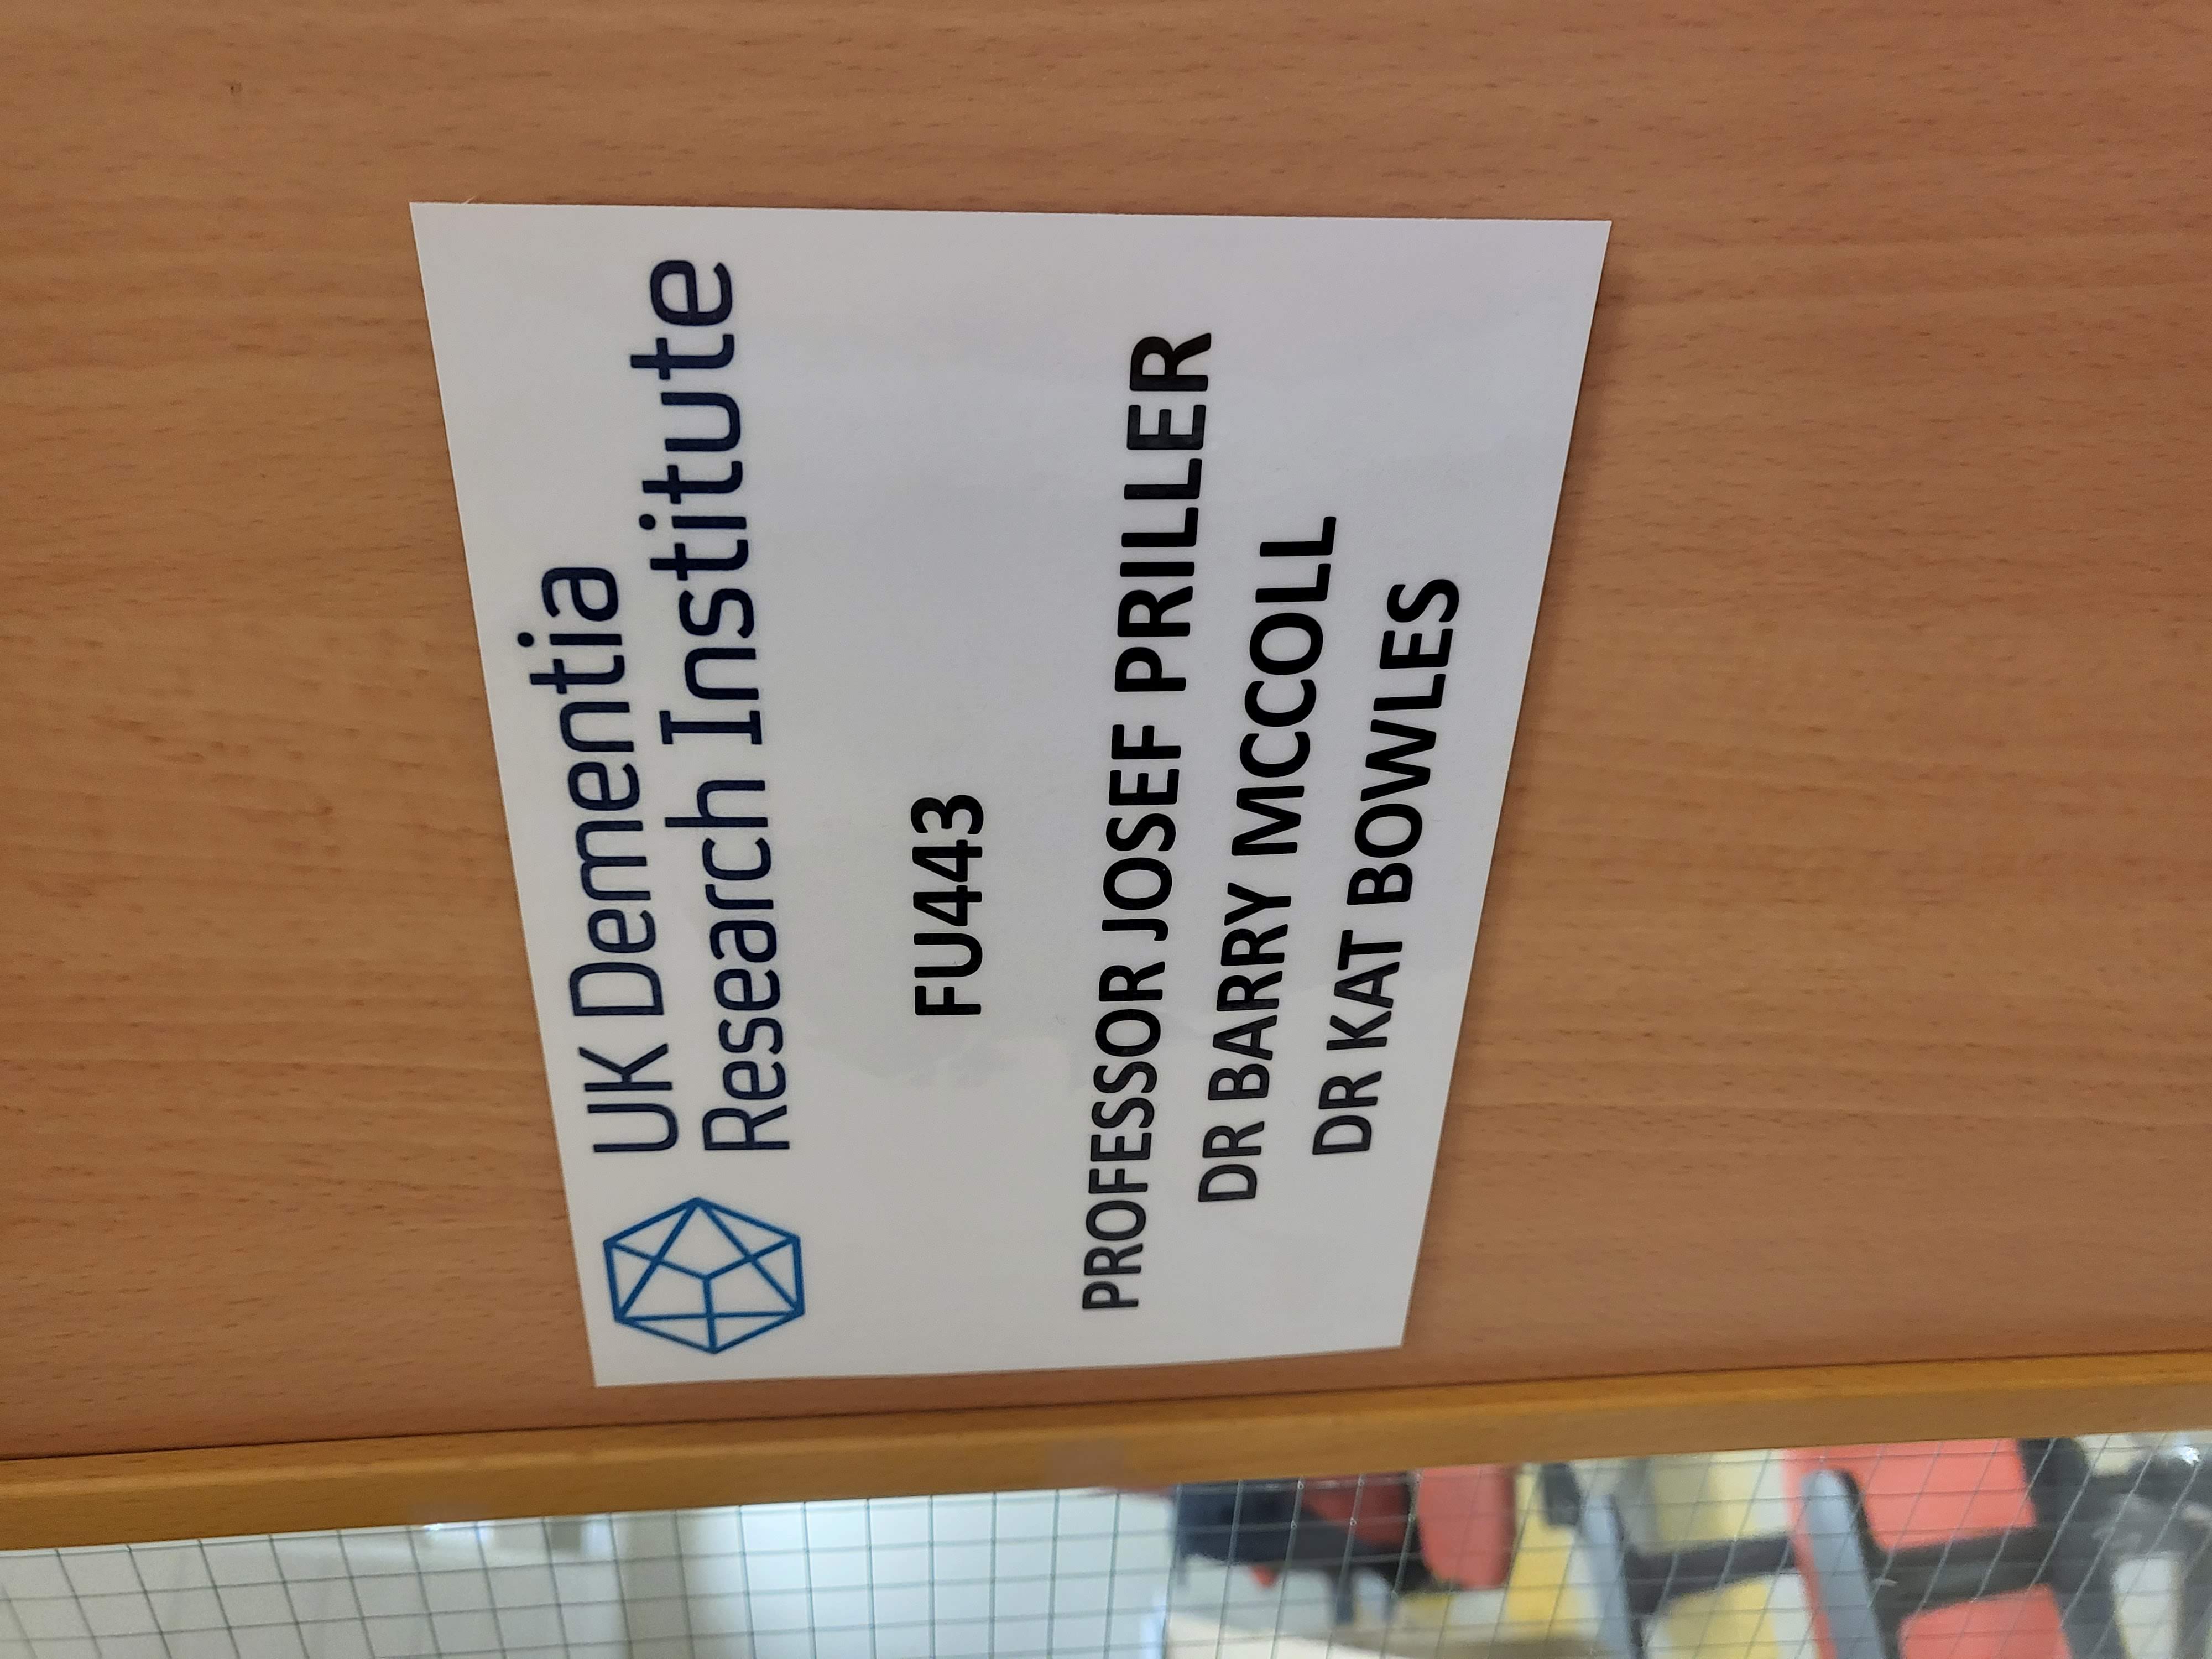 UK Dementia
Research Institute
FU443
PROFESSOR JOSEF PRILLER
DR BARRY MCCOLL
DR KAT BOWLES